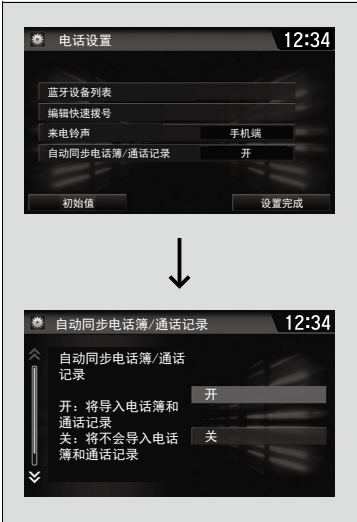 电话设置 12:34
蓝牙设备列表
编辑快速拨号
来电铃声 手机端
自动同步电话簿/通话记录 开
初始值 设置完成
自动同步电话簿/通话记录 12:34
自动同步电话簿/通话
记录
开
开：将导入电话簿和
通话记录
关：将不会导入电话
簿和通话记录
关